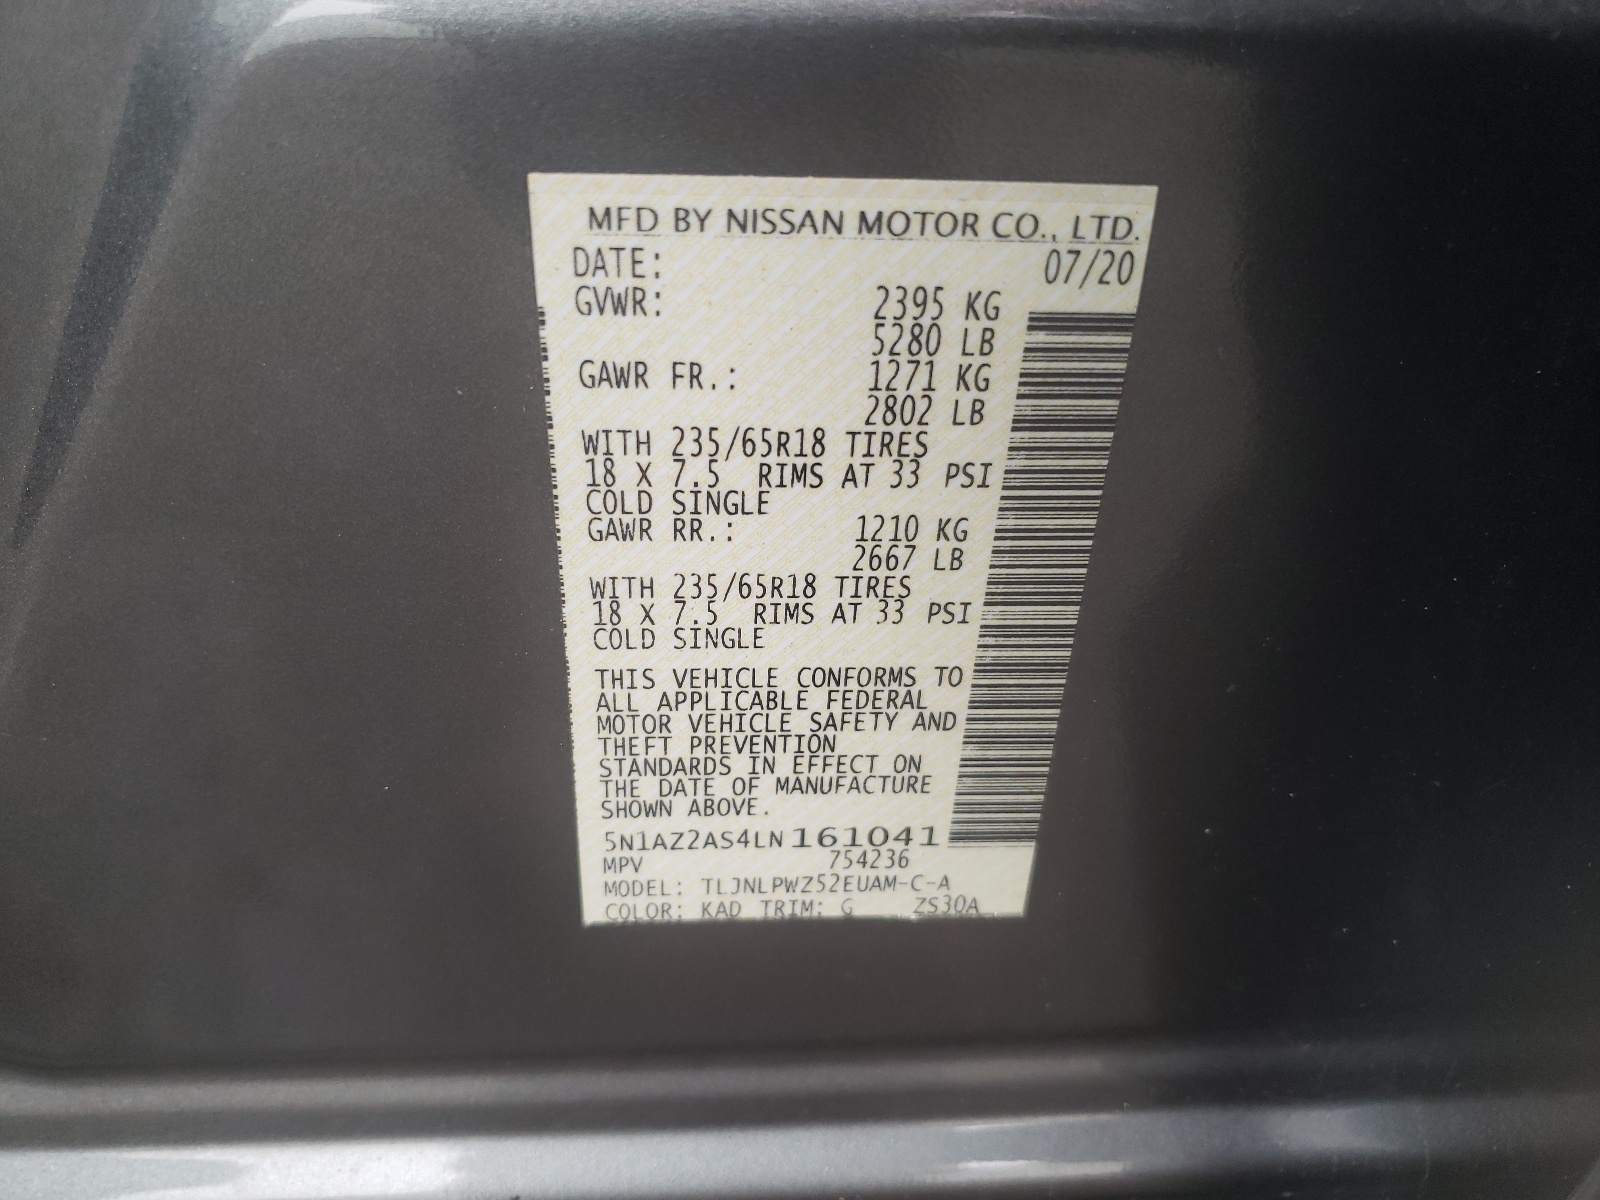 MFD BY NISSAN MOTOR CO., LTD.
DATE: 07/20
GVWR: 2395 KG
5280 LB
GAWR FR.: 1271 KG
2802 LB
WITH 235/65R18 TIRES
18 X 7.5 RIMS AT 33 PSI
COLD SINGLE
GAWR RR.: 1210 KG
2667 LB
WITH 235/65R18 TIRES
18 X 7.5 RIMS AT 33 PSI
COLD SINGLE
THIS VEHICLE CONFORMS TO
ALL APPLICABLE FEDERAL
MOTOR VEHICLE SAFETY AND
THEFT PREVENTION
STANDARDS IN EFFECT ON
THE DATE OF MANUFACTURE
SHOWN ABOVE.
5N1AZ2AS4LN161041
MPV 754236
MODEL: TLJNLPWZ52EUAM-C-A
COLOR: KAD TRIM: G ZS30A